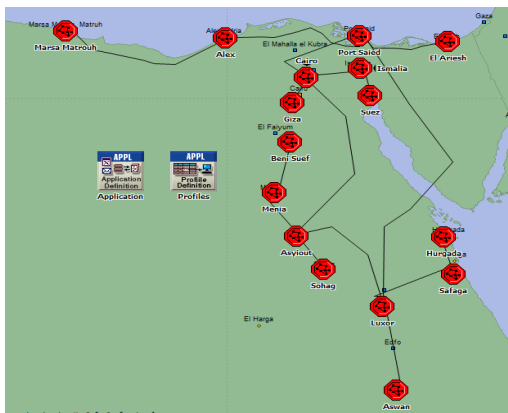 Gaza
Marsa Matruh
Marsa Matrouh
Alex
El Mahalla el Kubra
Port Saied
El Ariesh
Cairo
Ismalia
Suez
Giza
El Faiyum
Beni Suef
APPL
Application
Definition
Application
APPL
Profile
Definition
Profiles
Menia
Asyiout
Hurgada
Sohag
Safaga
El Harga
Luxor
Edfo
Aswan